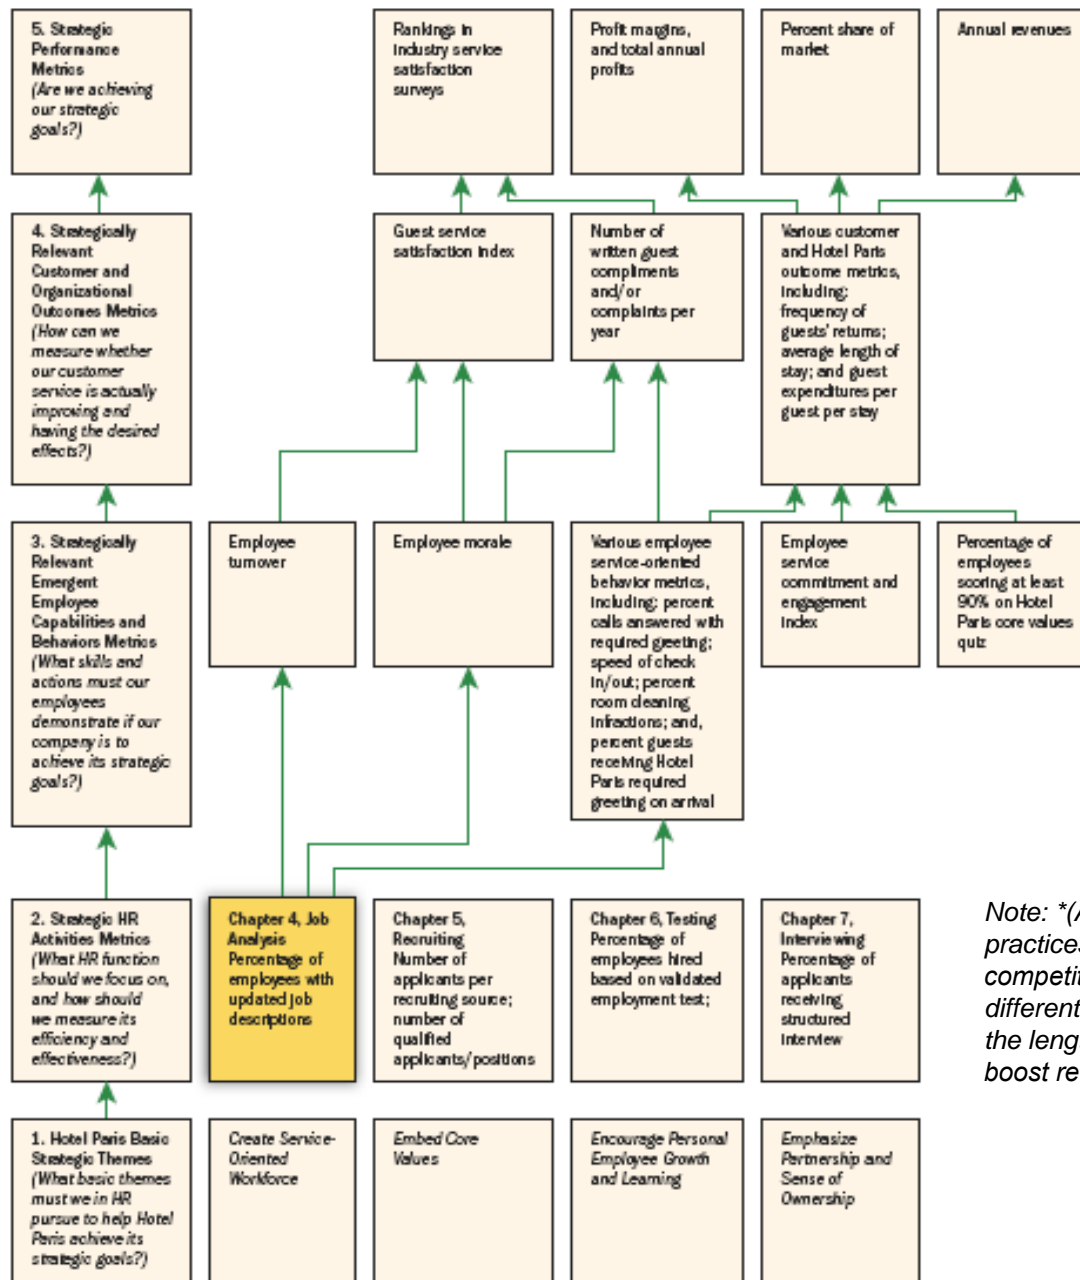 5. Strategic
Performance
Metrics
(Are we achieving
our strategic
goals?)
Rankings in
industry service
satisfaction
surveys
Profit margins,
and total annual
profits
Percent share of
market
Annual revenues
4. Strategically
Relevant
Customer and
Organizational
Outcomes Metrics
(How can we
measure whether
our customer
service is actually
improving and
having the desired
effects?)
Guest service
satisfaction index
Number of
written guest
compliments
and/or
complaints per
year
Various customer
and Hotel Paris
outcome metrics,
including:
frequency of
guests' returns;
average length of
stay; and guest
expenditures per
guest per stay
3. Strategically
Relevant
Emergent
Employee
Capabilities and
Behaviors Metrics
(What skills and
actions must our
employees
demonstrate if our
company is to
achieve its strategic
goals?)
Employee
turnover
Employee morale
Various employee
service-oriented
behavior metrics,
including: percent
calls answered with
required greeting;
speed of check
in/out; percent
room cleaning
infractions; and,
percent guests
receiving Hotel
Paris required
greeting on arrival
Employee
service
commitment and
engagement
index
Percentage of
employees
scoring at least
90% on Hotel
Paris core values
quiz
2. Strategic HR
Activities Metrics
(What HR function
should we focus on,
and how should
we measure its
efficiency and
effectiveness?)
Chapter 4, Job
Analysis
Percentage of
employees with
updated job
descriptions
Chapter 5,
Recruiting
Number of
applicants per
recruiting source;
number of
qualified
applicants/positions
Chapter 6, Testing
Percentage of
employees hired
based on validated
employment test;
Chapter 7,
Interviewing
Percentage of
applicants
receiving
structured
interview
Note: *(A
practices
competit
different
the leng
boost re
1. Hotel Paris Basic
Strategic Themes
(What basic themes
must we in HR
pursue to help Hotel
Paris achieve its
strategic goals?)
Create Service-
Oriented
Workforce
Embed Core
Values
Encourage Personal
Employee Growth
and Learning
Emphasize
Partnership and
Sense of
Ownership